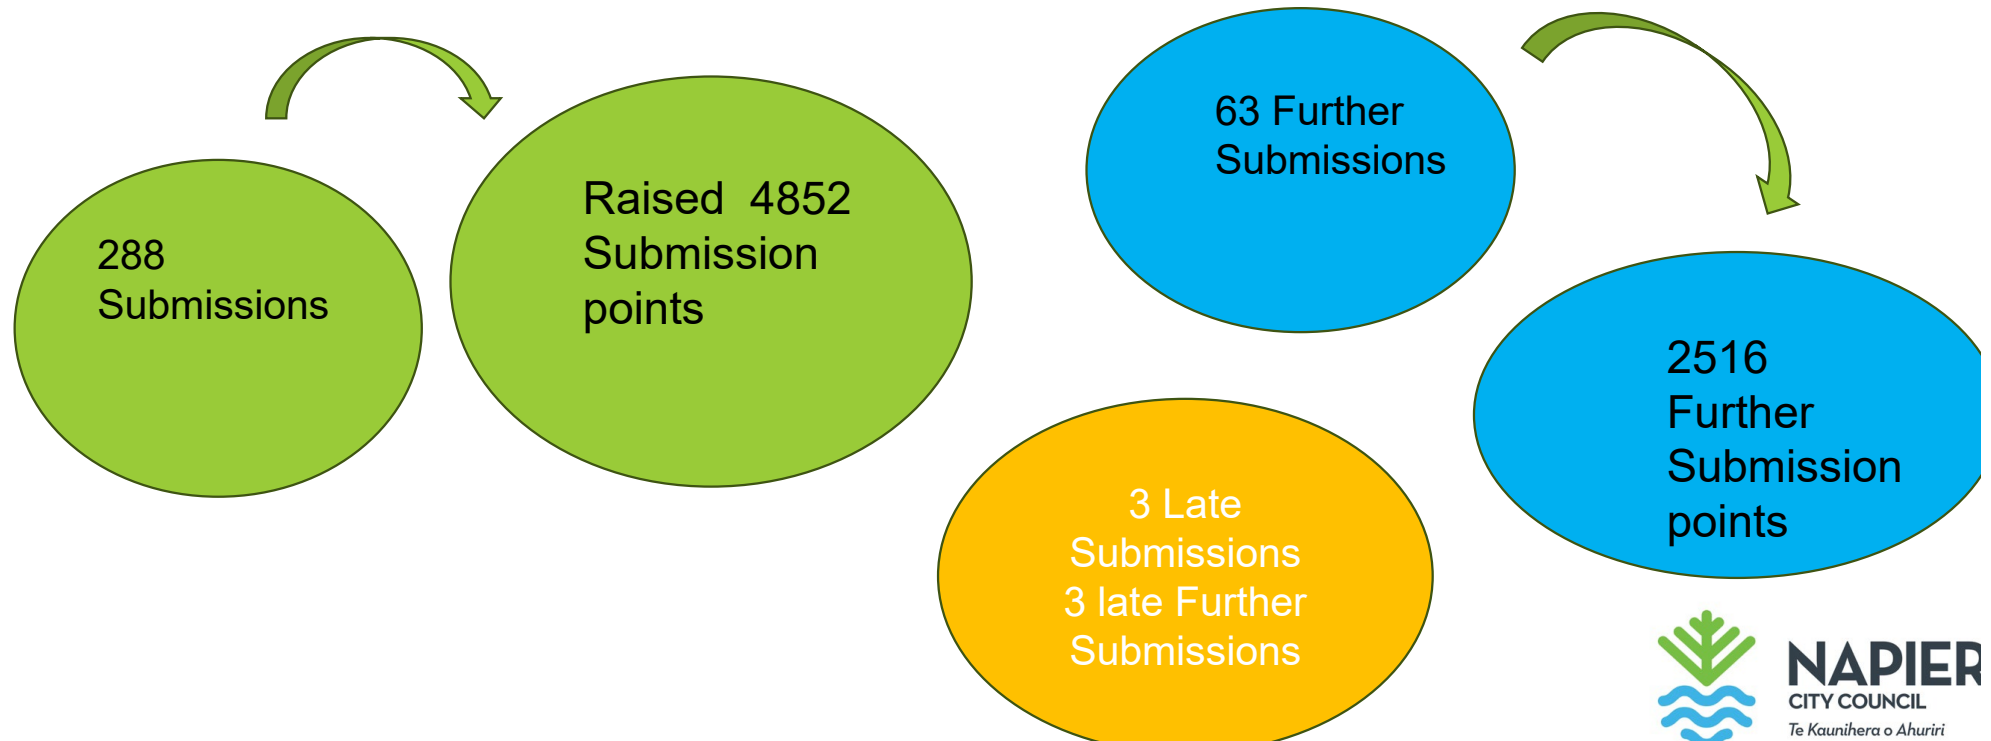 288
Submissions
Raised 4852
Submission
points
63 Further
Submissions
2516
Further
Submission
points
3 Late
Submissions
3 late Further
Submissions
NAPIER
CITY COUNCIL
Te Kaunihera o Ahuriri